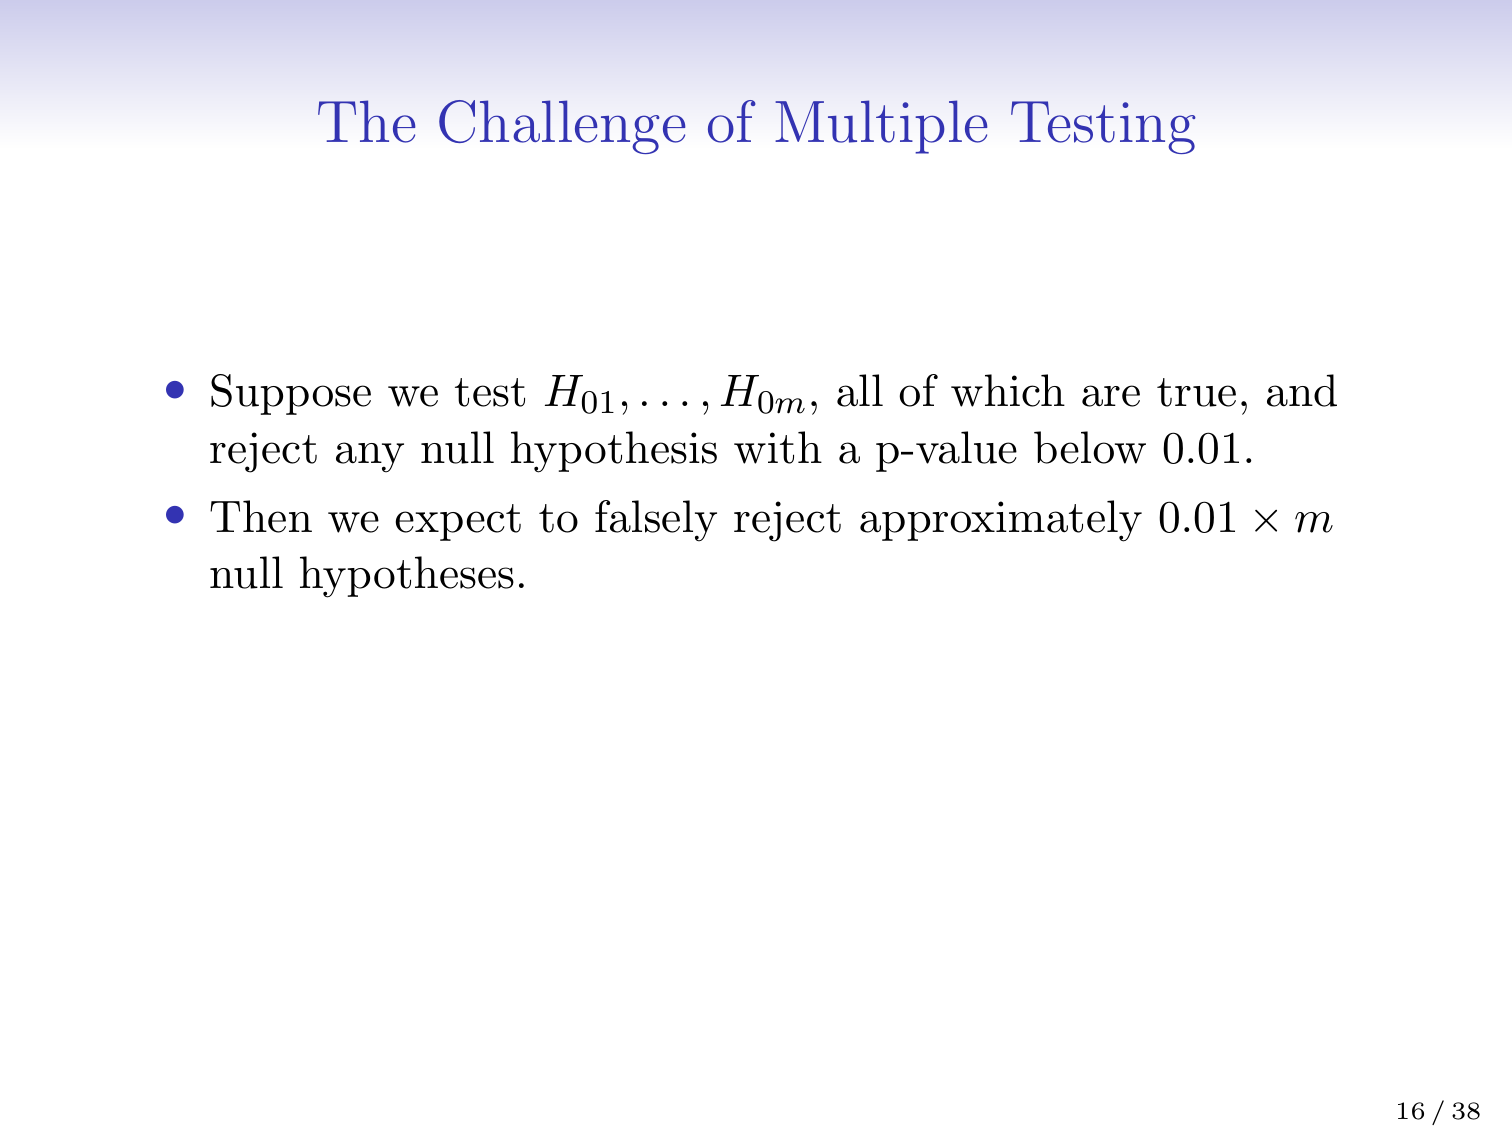 The Challenge of Multiple Testing
• Suppose we test H₀₁, . . . , H₀ₘ, all of which are true, and
reject any null hypothesis with a p-value below 0.01.
• Then we expect to falsely reject approximately 0.01 × m
null hypotheses.
16 / 38